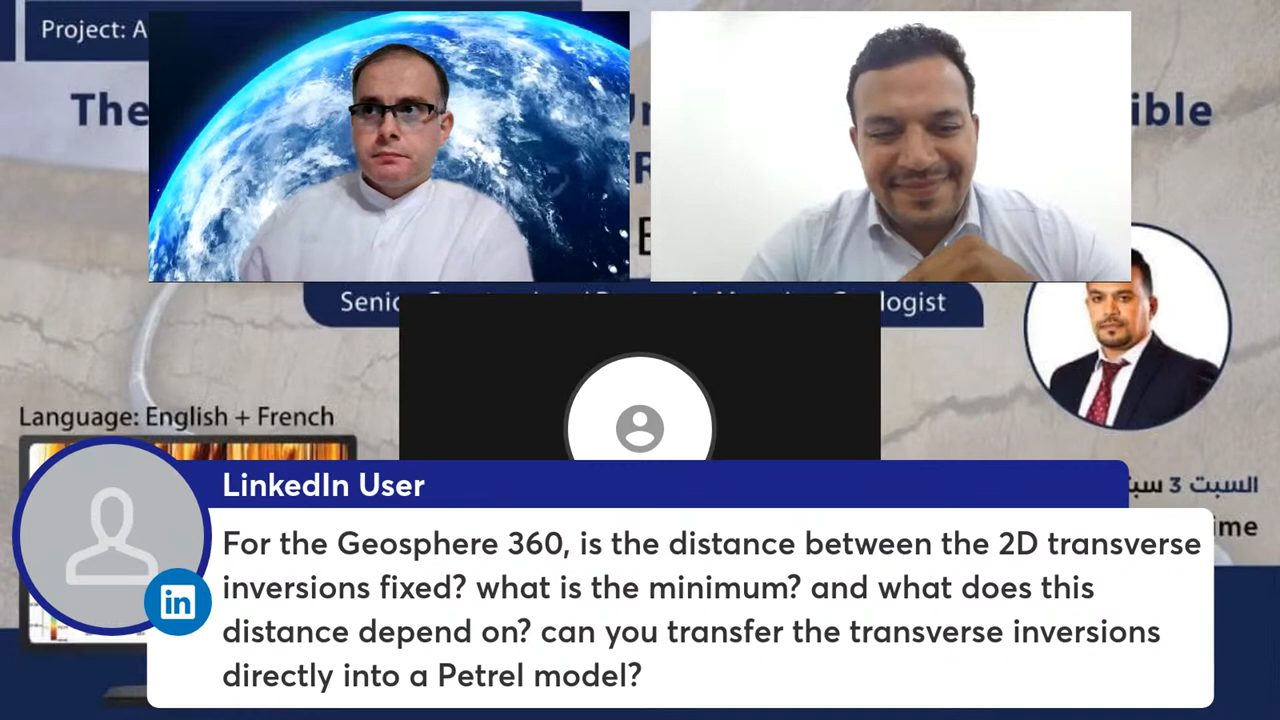 Project: A
The
ible
Senio
logist
Language: English + French
السبت 3 سبت
ime
LinkedIn User
in
For the Geosphere 360, is the distance between the 2D transverse
inversions fixed? what is the minimum? and what does this
distance depend on? can you transfer the transverse inversions
directly into a Petrel model?